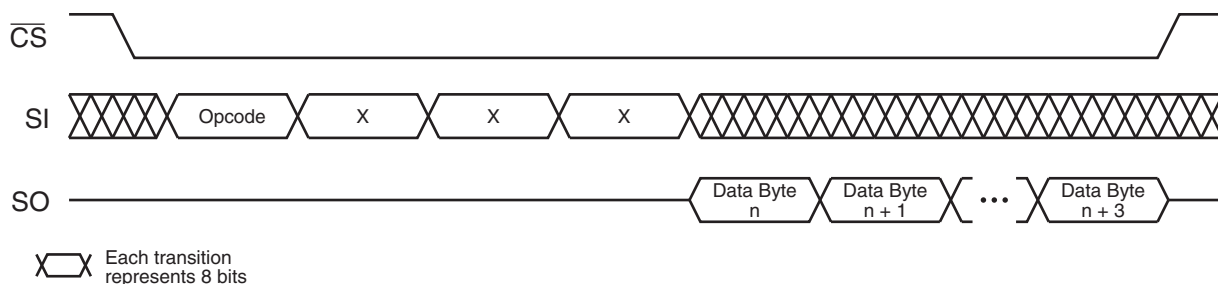 CS
SI
Opcode
X
X
X
SO
Data Byte
n
Data Byte
n + 1
•••
Data Byte
n + 3
Each transition
represents 8 bits